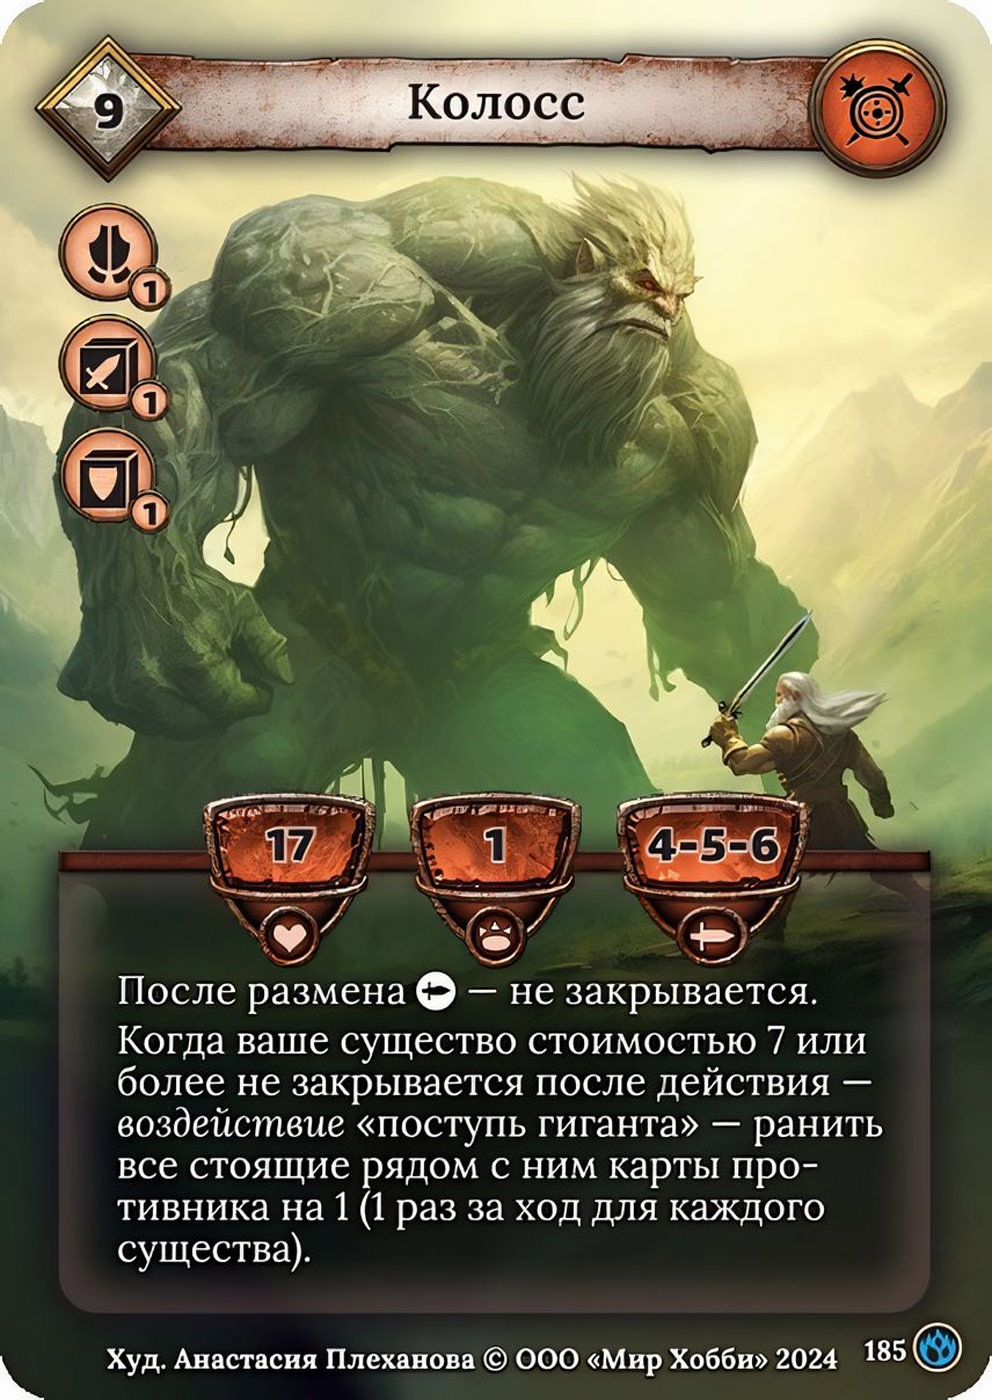 9
Колосс
1
1
1
17
1
4-5-6
После размена — не закрывается.
Когда ваше существо стоимостью 7 или
более не закрывается после действия —
воздействие «поступь гиганта» — ранить
все стоящие рядом с ним карты про-
тивника на 1 (1 раз за ход для каждого
существа).
Худ. Анастасия Плеханова © ООО «Мир Хобби» 2024
185